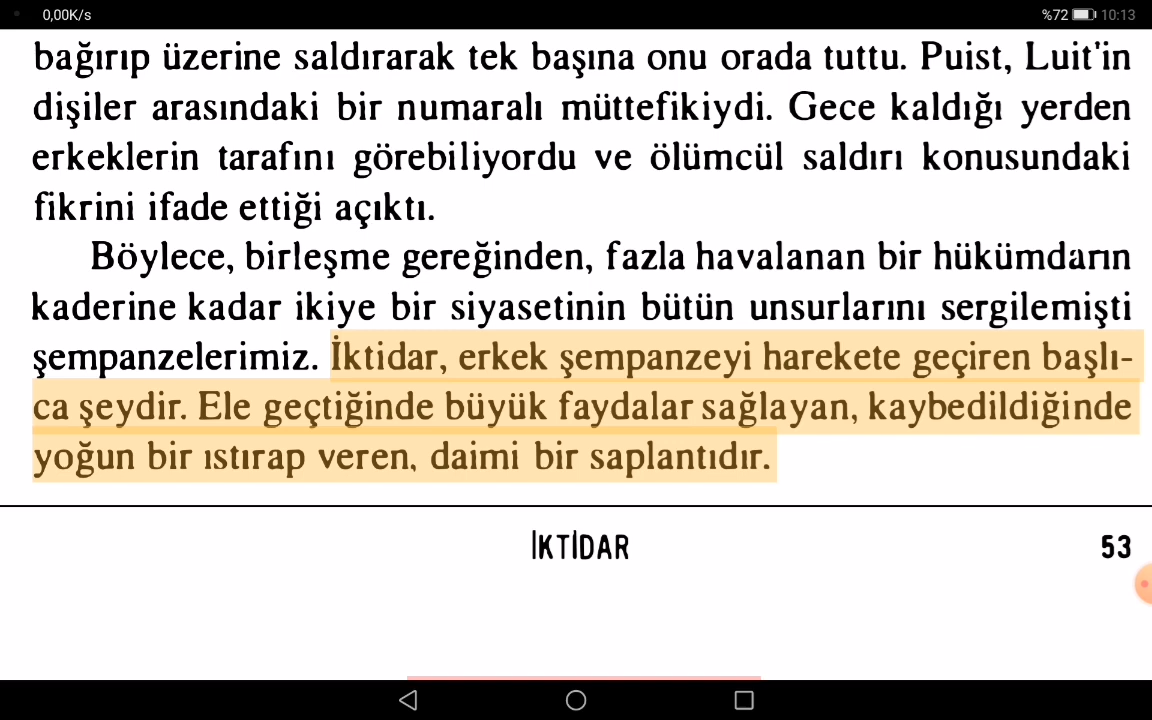 0,00K/s %72 10:13
bağırıp üzerine saldırarak tek başına onu orada tuttu. Puist, Luit'in
dişiler arasındaki bir numaralı müttefikiydi. Gece kaldığı yerden
erkeklerin tarafını görebiliyordu ve ölümcül saldırı konusundaki
fikrini ifade ettiği açıktı.
Böylece, birleşme gereğinden, fazla havalanan bir hükümdarın
kaderine kadar ikiye bir siyasetinin bütün unsurlarını sergilemişti
şempanzelerimiz. İktidar, erkek şempanzeyi harekete geçiren başlı-
ca şeydir. Ele geçtiğinde büyük faydalar sağlayan, kaybedildiğinde
yoğun bir ıstırap veren, daimi bir saplantıdır.
İKTİDAR 53